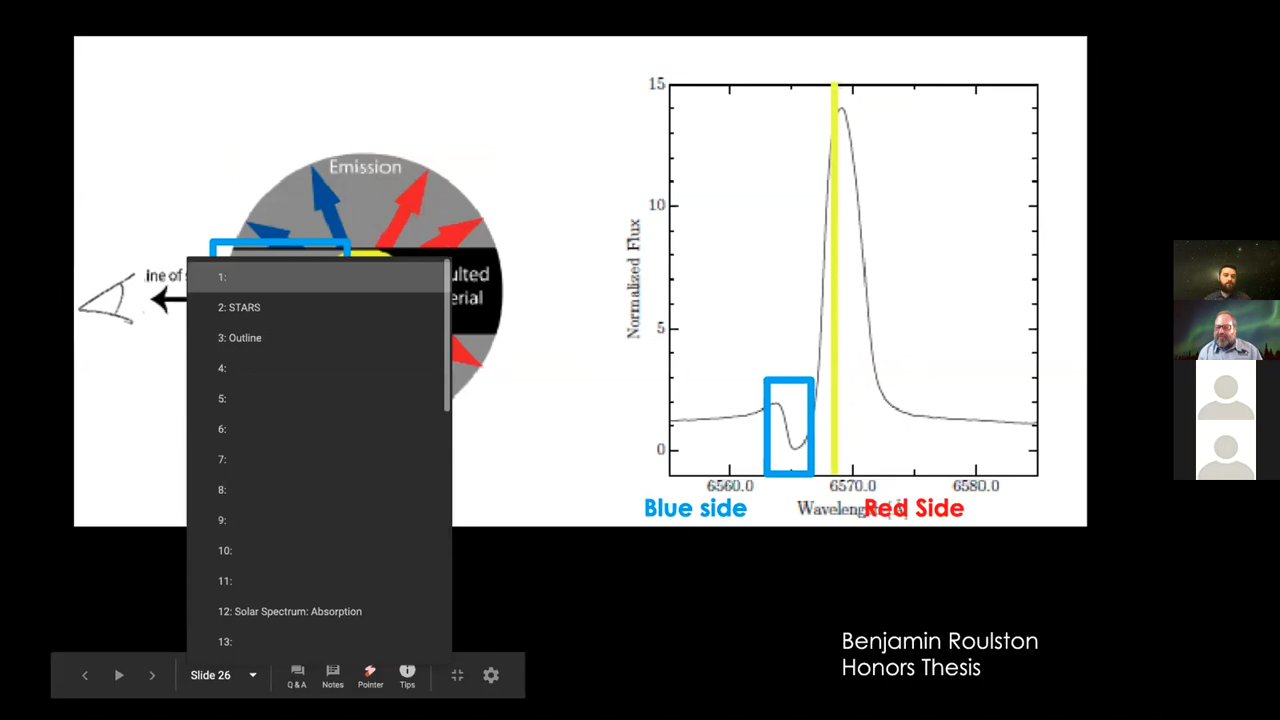 Emission
ine of
ulted
erial
1:
2: STARS
3: Outline
4:
5:
6:
7:
8:
9:
10:
11:
12: Solar Spectrum: Absorption
13:
Slide 26
Q & A
Notes
Pointer
Tips
15
10
5
0
Normalized Flux
6560.0 6570.0 6580.0
Blue side
Red Side
Benjamin Roulston
Honors Thesis